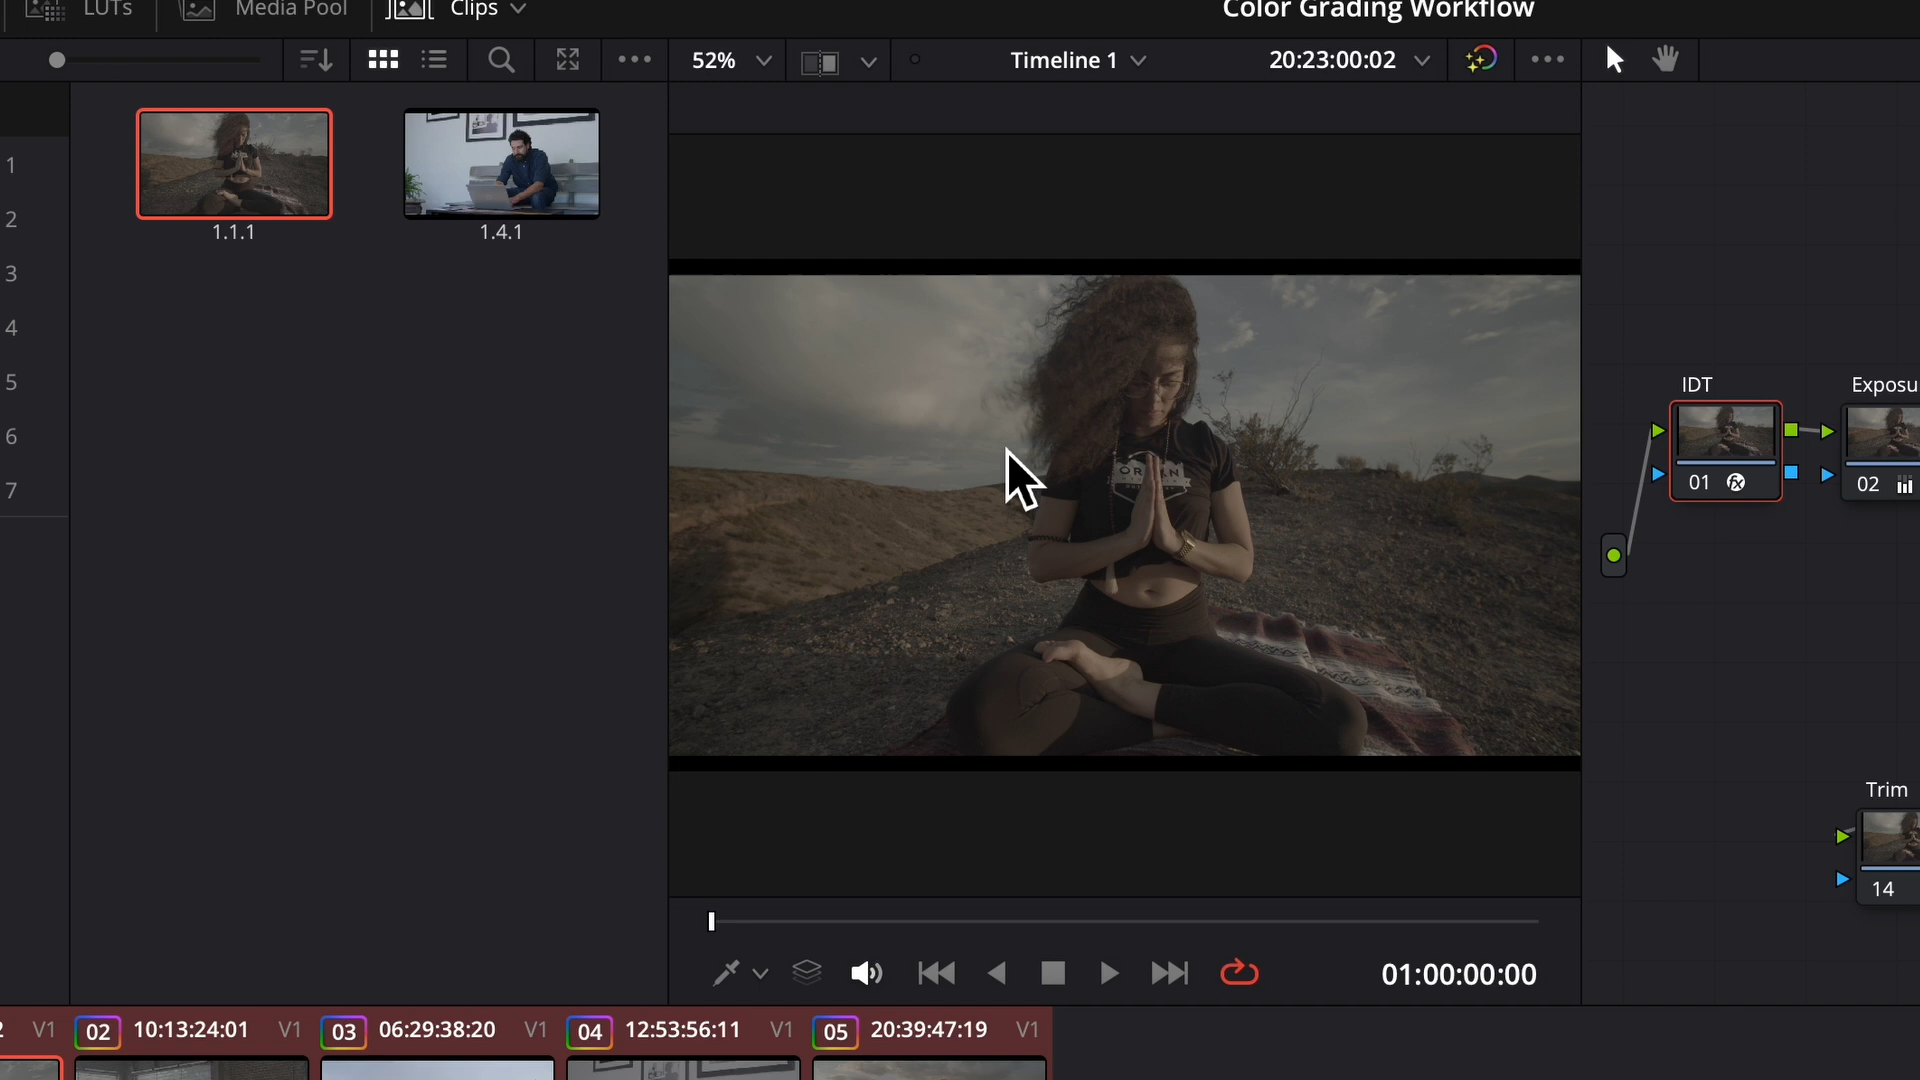 LUTs Media Pool Clips Color Grading Workflow
52% Timeline 1 20:23:00:02
1.1.1 1.4.1
1
2
3
4
5
6
7
IDT Exposu
01 fx 02
Trim
14
01:00:00:00
V1 02 10:13:24:01 V1 03 06:29:38:20 V1 04 12:53:56:11 V1 05 20:39:47:19 V1